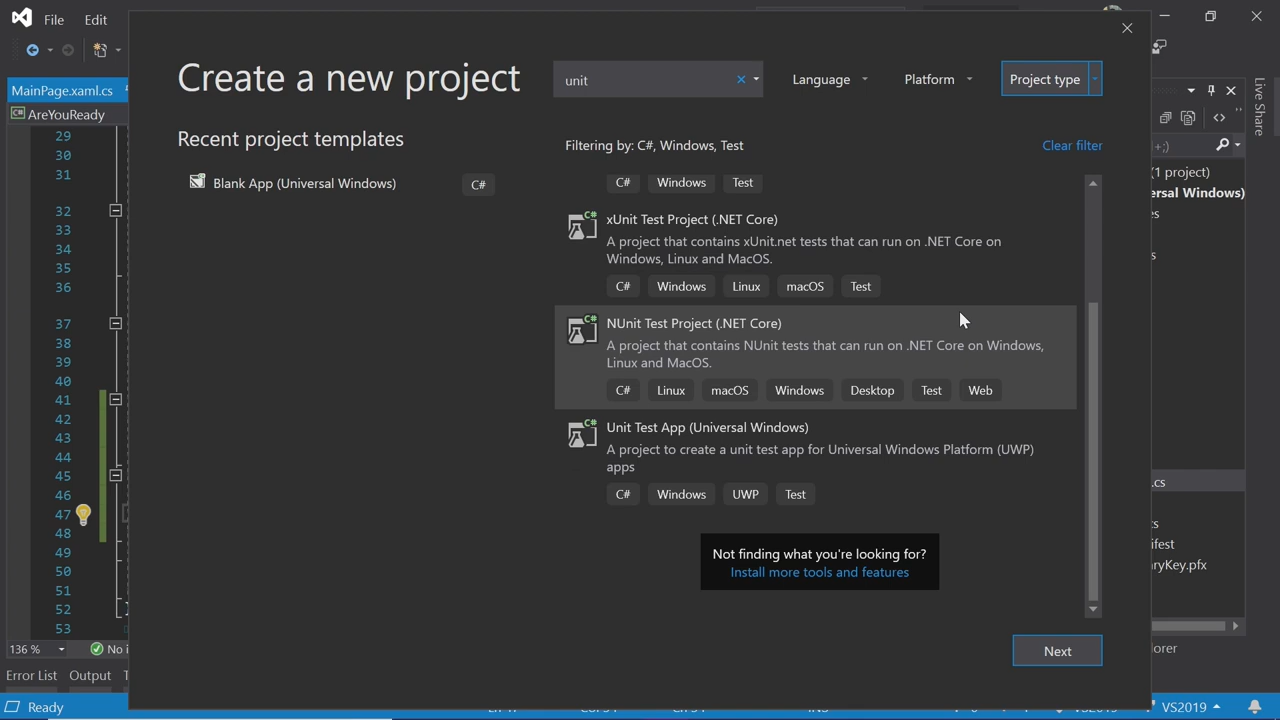 File Edit
MainPage.xaml.cs
AreYouReady
29
30
31
32
33
34
35
36
37
38
39
40
41
42
43
44
45
46
47
48
49
50
51
52
53
136 %
Error List Output
Ready
Create a new project
unit
Language
Platform
Project type
Recent project templates
Blank App (Universal Windows) C#
Filtering by: C#, Windows, Test
Clear filter
C# Windows Test
xUnit Test Project (.NET Core)
A project that contains xUnit.net tests that can run on .NET Core on
Windows, Linux and MacOS.
C# Windows Linux macOS Test
NUnit Test Project (.NET Core)
A project that contains NUnit tests that can run on .NET Core on Windows,
Linux and MacOS.
C# Linux macOS Windows Desktop Test Web
Unit Test App (Universal Windows)
A project to create a unit test app for Universal Windows Platform (UWP)
apps
C# Windows UWP Test
Not finding what you're looking for?
Install more tools and features
Next
Live Share
+;)
(1 project)
rsal Windows)
.cs
ifest
ryKey.pfx
orer
VS2019